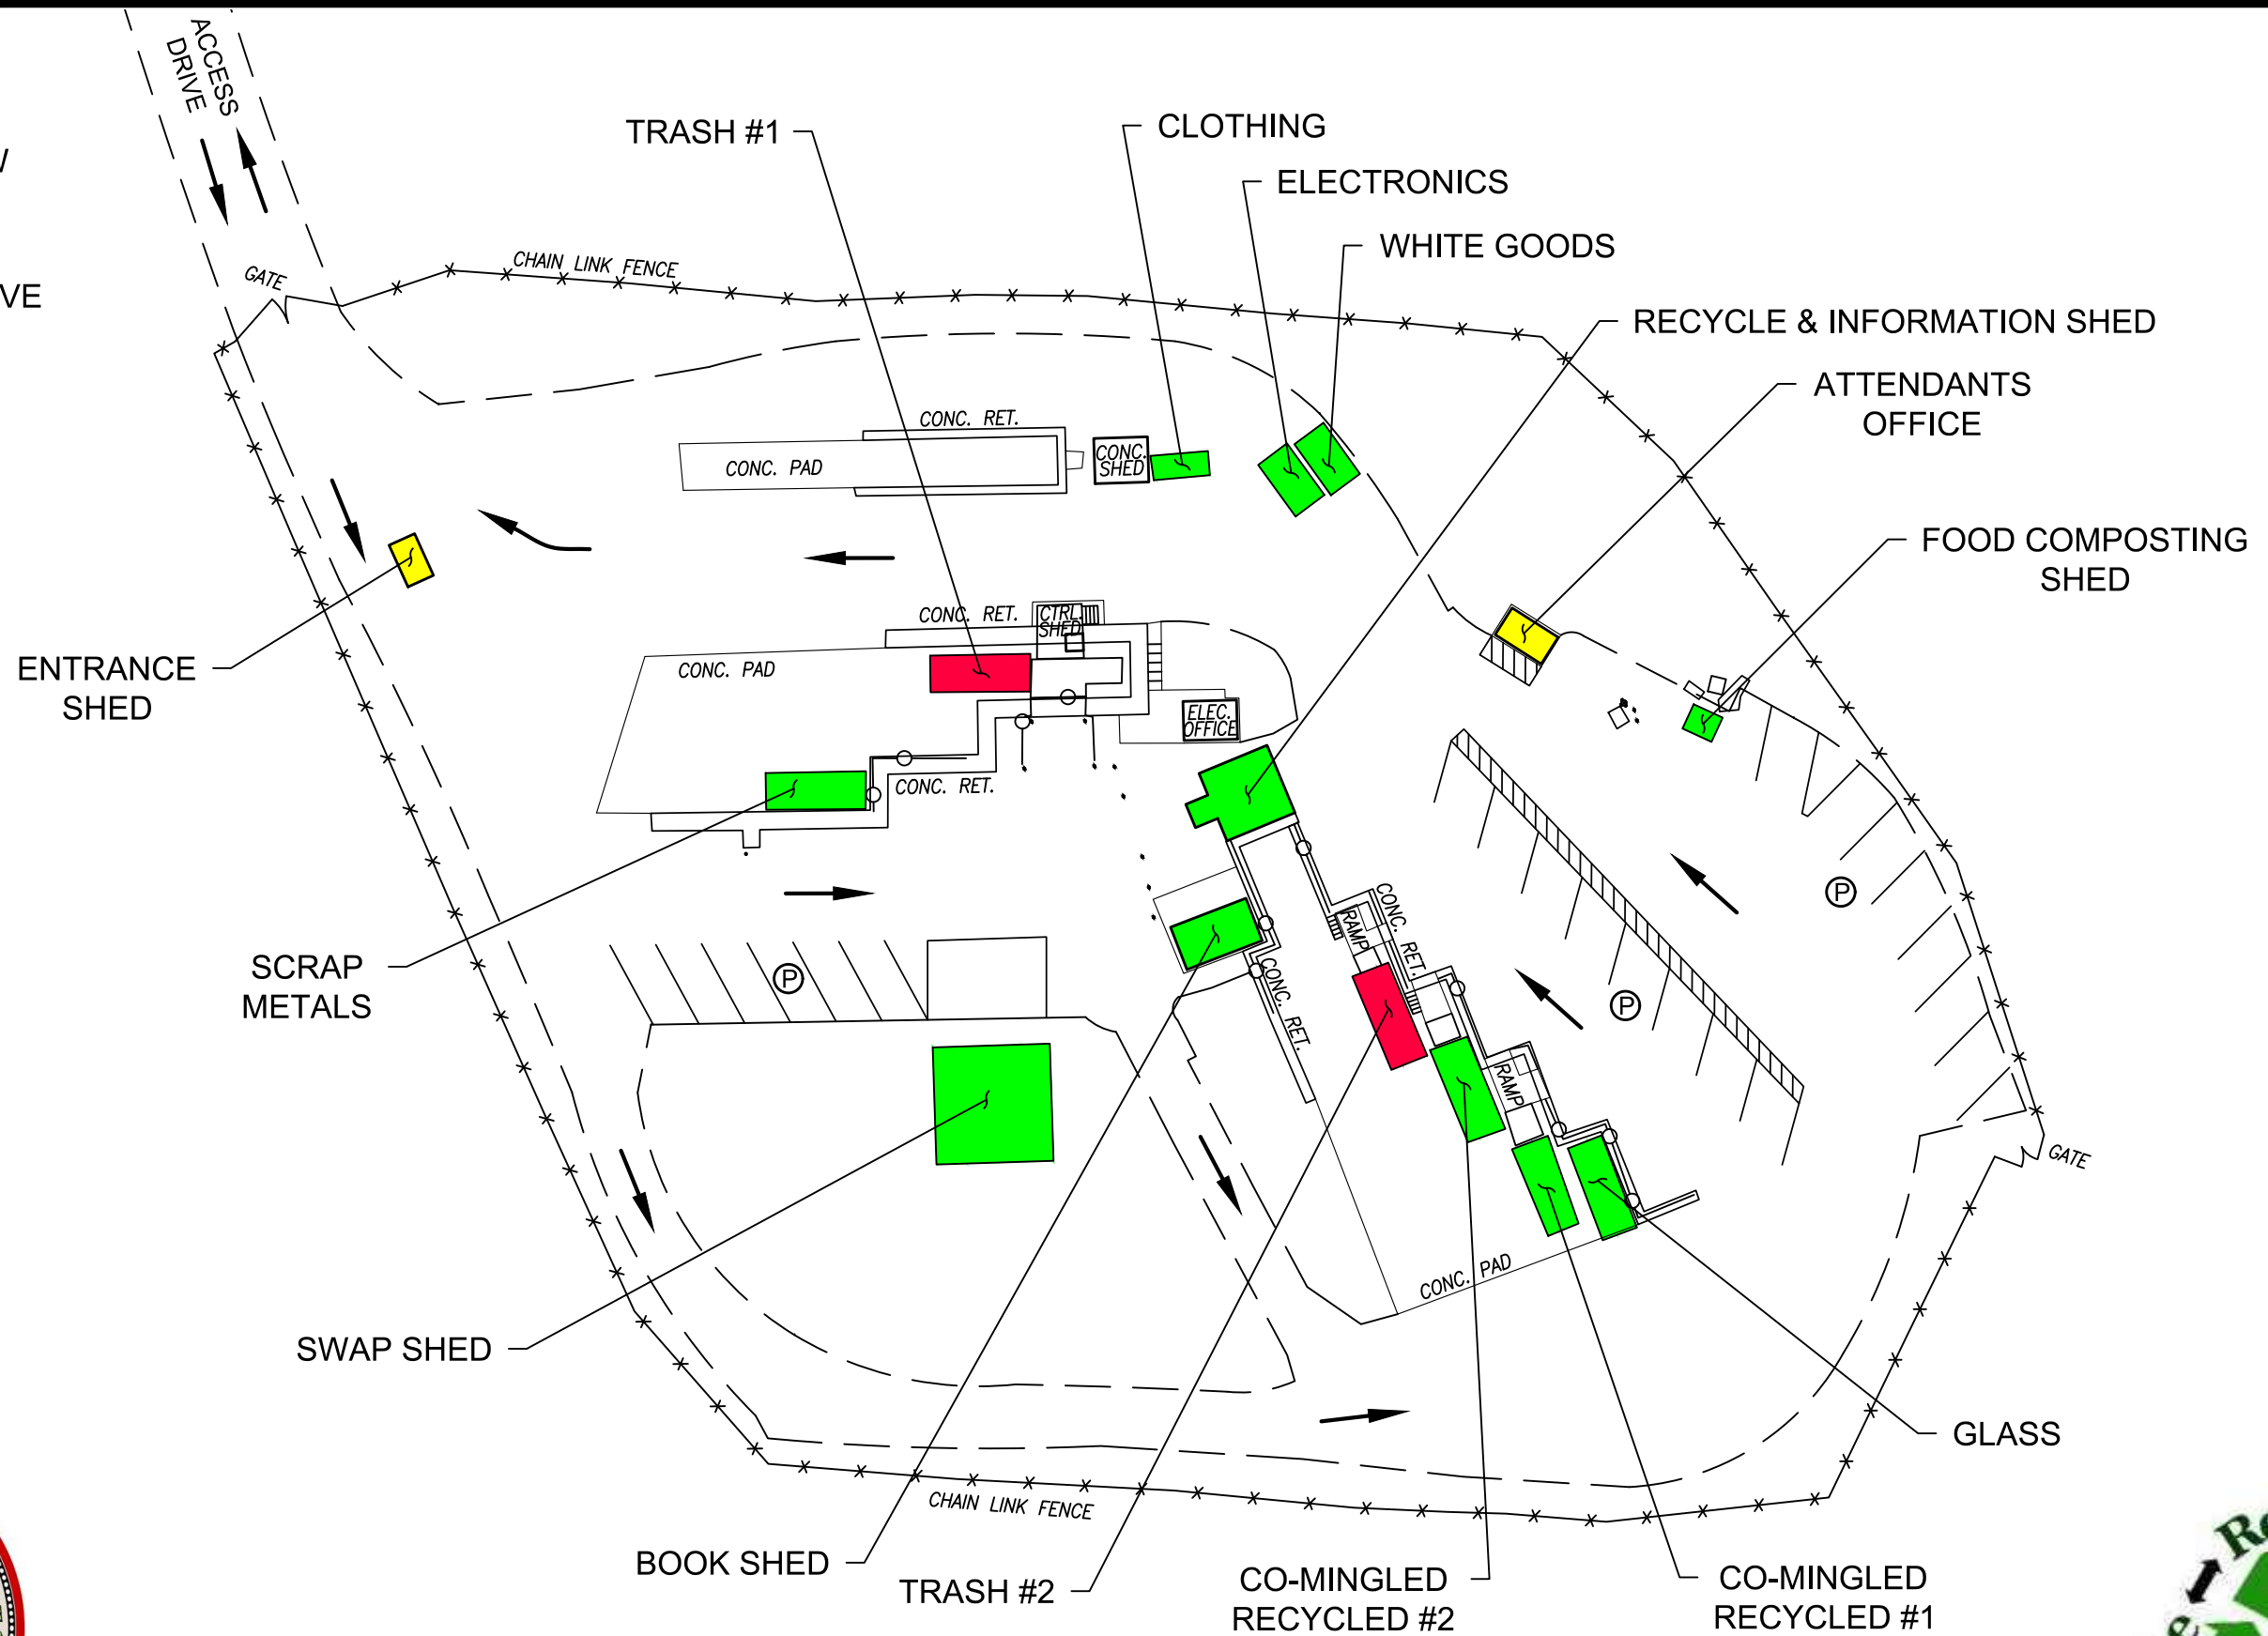 ACCESS
DRIVE
VE
TRASH #1
CLOTHING
ELECTRONICS
WHITE GOODS
RECYCLE & INFORMATION SHED
ATTENDANTS
OFFICE
FOOD COMPOSTING
SHED
GATE
CHAIN LINK FENCE
CONC. RET.
CONC. PAD
CONC.
SHED
CONC. RET.
CTRL.
SHED
CONC. PAD
ELEC.
OFFICE
CONC. RET.
ENTRANCE
SHED
SCRAP
METALS
P
P
P
CONC. RET.
RAMP
CONC. RET.
RAMP
GATE
CONC. PAD
SWAP SHED
GLASS
CHAIN LINK FENCE
BOOK SHED
TRASH #2
CO-MINGLED
RECYCLED #2
CO-MINGLED
RECYCLED #1